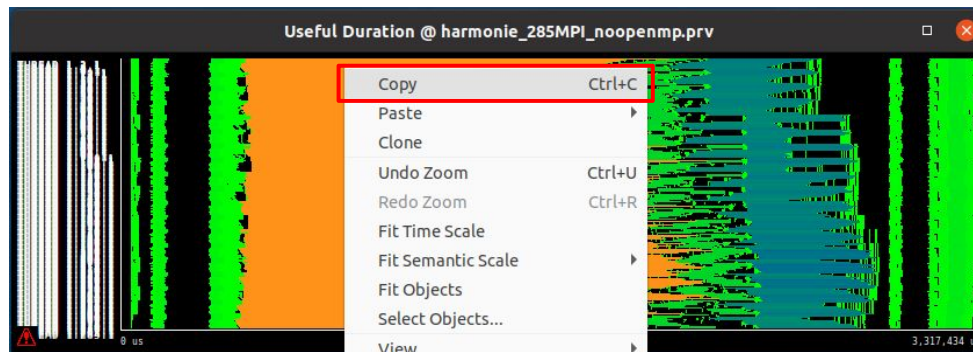 Useful Duration @ harmonie_285MPI_noopenmp.prv
Copy Ctrl+C
Paste
Clone
Undo Zoom Ctrl+U
Redo Zoom Ctrl+R
Fit Time Scale
Fit Semantic Scale
Fit Objects
Select Objects...
View
0 us
3,317,434